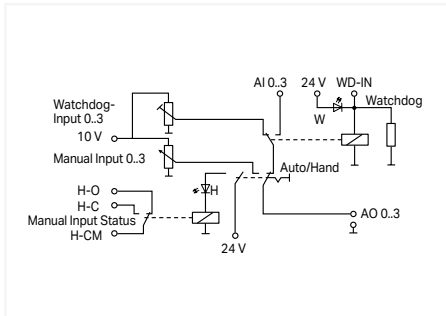 AI 0..3
24 V
WD-IN
Watchdog-
Input 0..3
Watchdog
W
10 V
Manual Input 0..3
Auto/Hand
H
H-O
H-C
Manual Input Status
AO 0..3
H-CM
24 V